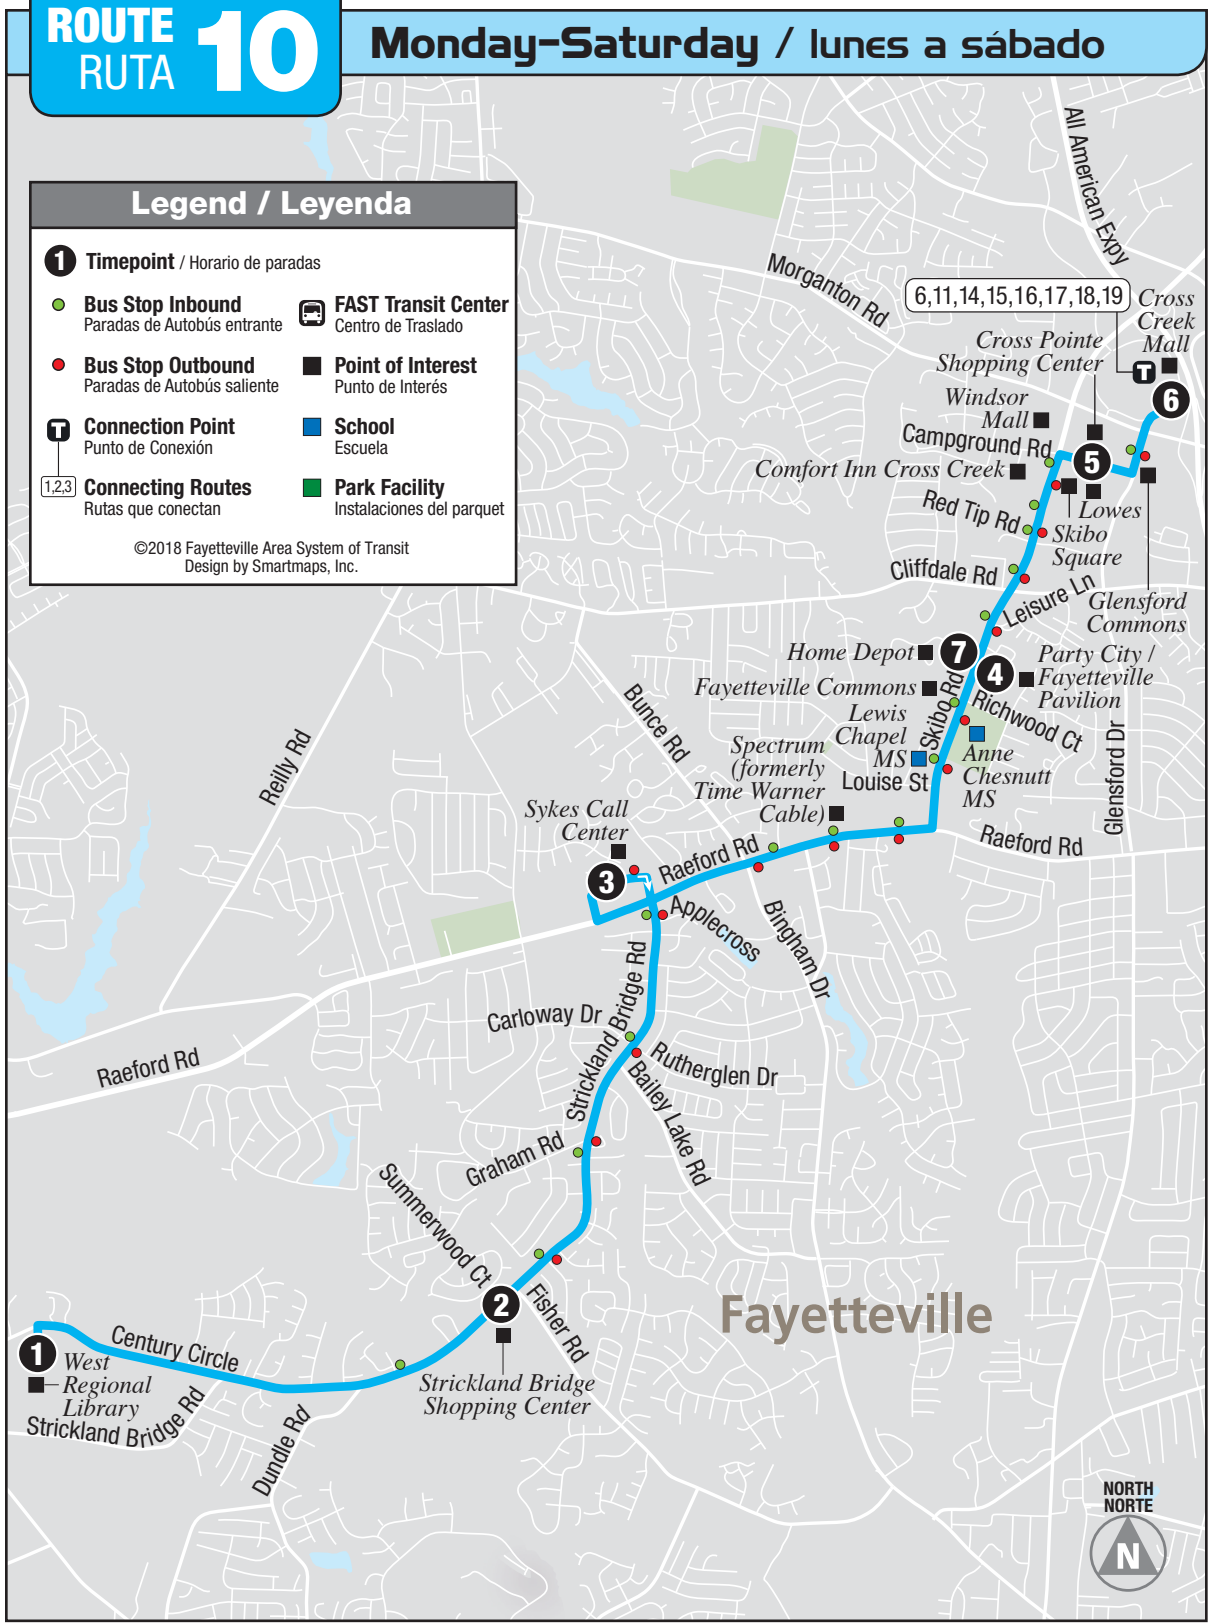 ROUTE
RUTA
10
Monday–Saturday / lunes a sábado
Legend / Leyenda
1 Timepoint / Horario de paradas
Bus Stop Inbound
Paradas de Autobús entrante
FAST Transit Center
Centro de Traslado
Bus Stop Outbound
Paradas de Autobús saliente
Point of Interest
Punto de Interés
T Connection Point
Punto de Conexión
School
Escuela
1,2,3 Connecting Routes
Rutas que conectan
Park Facility
Instalaciones del parquet
©2018 Fayetteville Area System of Transit
Design by Smartmaps, Inc.
All American Expy
Morganton Rd
6,11,14,15,16,17,18,19
Cross
Creek
Mall
Cross Pointe
Shopping Center
T
6
Windsor
Mall
Campground Rd
5
Comfort Inn Cross Creek
Lowes
Red Tip Rd
Skibo
Square
Cliffdale Rd
Leisure Ln
Glensford
Commons
Home Depot
7
4
Party City /
Fayetteville
Pavilion
Fayetteville Commons
Skibo Rd
Richwood Ct
Lewis
Chapel
MS
Bunce Rd
Reilly Rd
Spectrum
(formerly
Time Warner
Cable)
Louise St
Anne
Chesnutt
MS
Glensford Dr
Sykes Call
Center
Raeford Rd
Raeford Rd
3
Applecross
Bingham Dr
Strickland Bridge Rd
Carloway Dr
Rutherglen Dr
Raeford Rd
Bailey Lake Rd
Graham Rd
Summerwood Ct
2
Fisher Rd
Fayetteville
1
Century Circle
West
Regional
Library
Strickland Bridge
Shopping Center
Strickland Bridge Rd
Dundle Rd
NORTH
NORTE
N